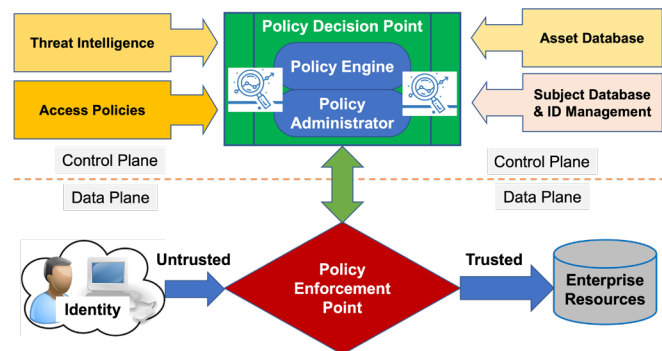 Policy Decision Point
Threat Intelligence
Asset Database
Policy Engine
Access Policies
Policy
Administrator
Subject Database
& ID Management
Control Plane
Control Plane
Data Plane
Data Plane
Untrusted
Trusted
Identity
Policy
Enforcement
Point
Enterprise
Resources